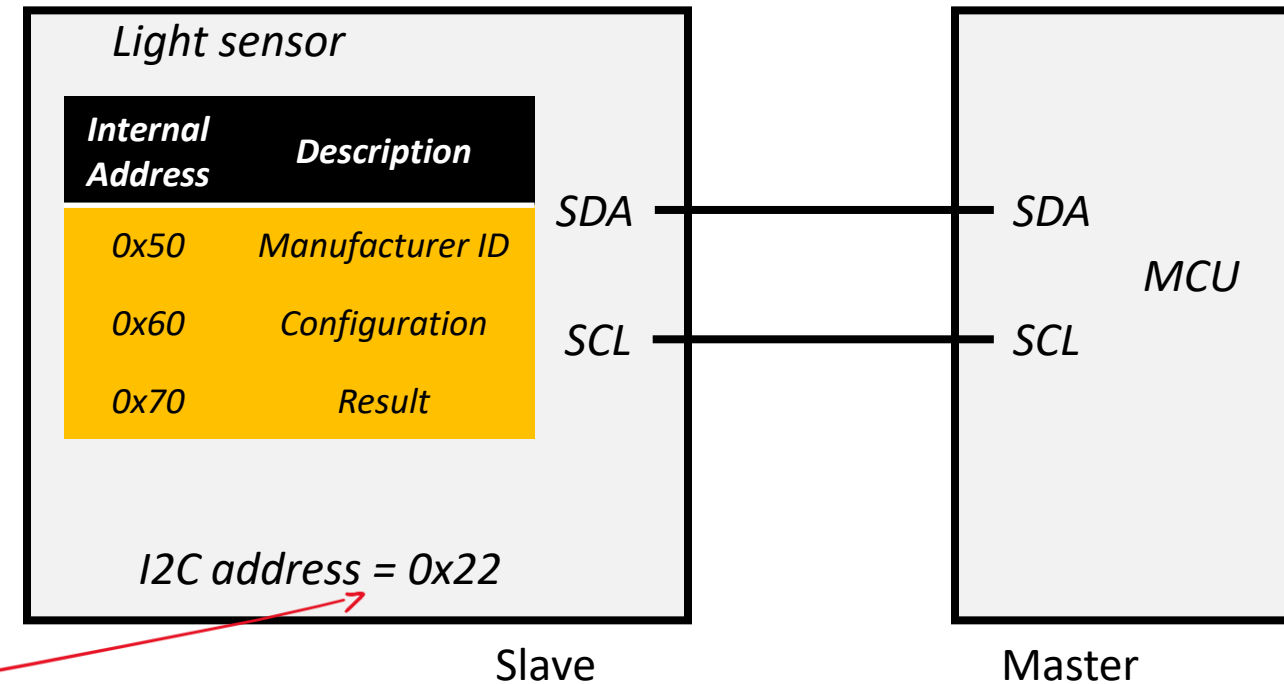 Light sensor
Internal Address Description
0x50 Manufacturer ID
0x60 Configuration
0x70 Result
SDA
SCL
I2C address = 0x22
Slave
SDA
MCU
SCL
Master